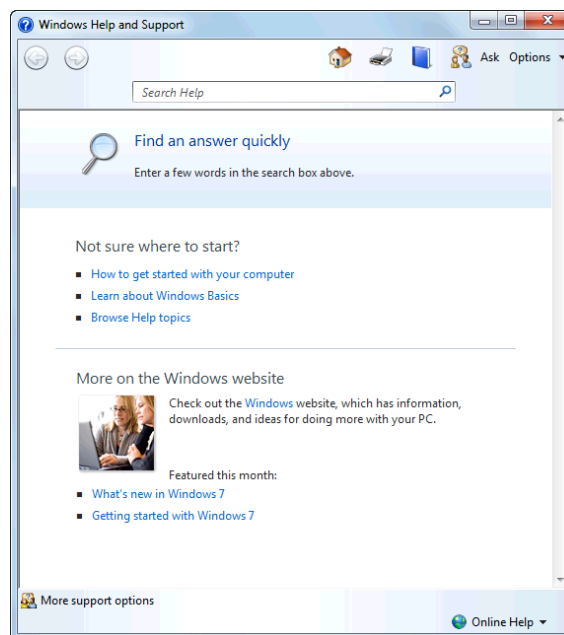 Windows Help and Support
Ask Options
Search Help
Find an answer quickly
Enter a few words in the search box above.
Not sure where to start?
How to get started with your computer
Learn about Windows Basics
Browse Help topics
More on the Windows website
Check out the Windows website, which has information,
downloads, and ideas for doing more with your PC.
Featured this month:
What's new in Windows 7
Getting started with Windows 7
More support options
Online Help